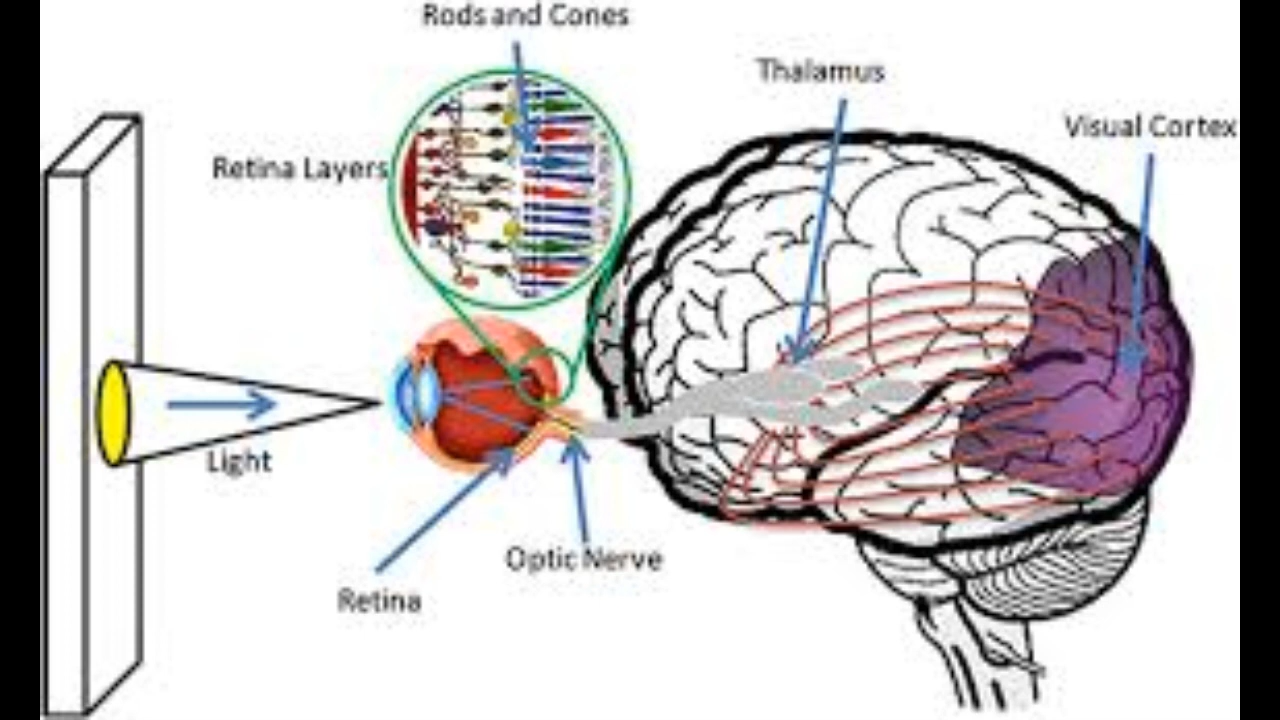 Rods and Cones
Thalamus
Visual Cortex
Retina Layers
Light
Optic Nerve
Retina